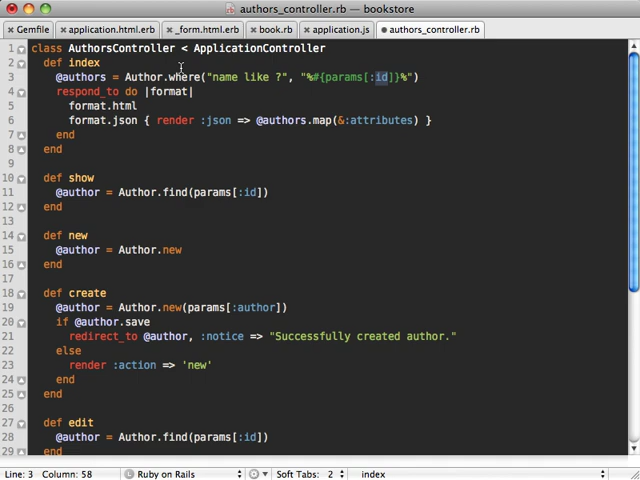 authors_controller.rb — bookstore
Gemfile × application.html.erb × _form.html.erb × book.rb × application.js authors_controller.rb
1 class AuthorsController < ApplicationController
2 def index
3 @authors = Author.where("name like ?", "%#{params[:id]}%")
4 respond_to do |format|
5 format.html
6 format.json { render :json => @authors.map(&:attributes) }
7 end
8 end
9
10 def show
11 @author = Author.find(params[:id])
12 end
13
14 def new
15 @author = Author.new
16 end
17
18 def create
19 @author = Author.new(params[:author])
20 if @author.save
21 redirect_to @author, :notice => "Successfully created author."
22 else
23 render :action => 'new'
24 end
25 end
26
27 def edit
28 @author = Author.find(params[:id])
29 end
Line: 3 Column: 58 L Ruby on Rails Soft Tabs: 2 index